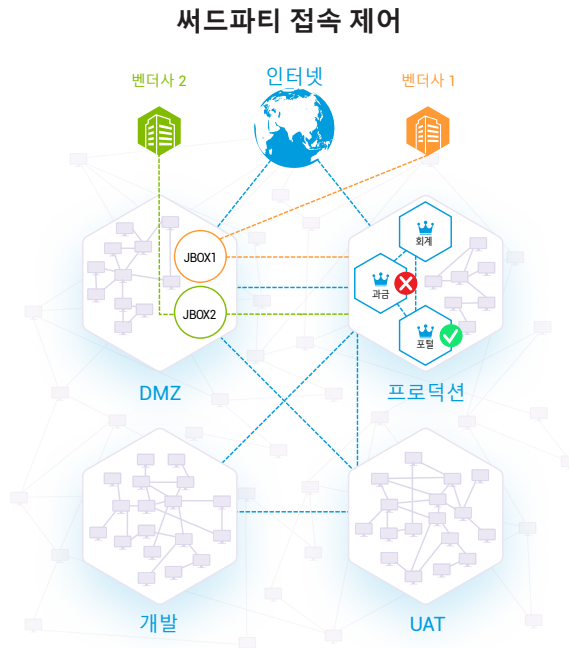 써드파티 접속 제어
벤더사 2
인터넷
벤더사 1
회계
JBOX1
과금
JBOX2
포털
DMZ
프로덕션
개발
UAT